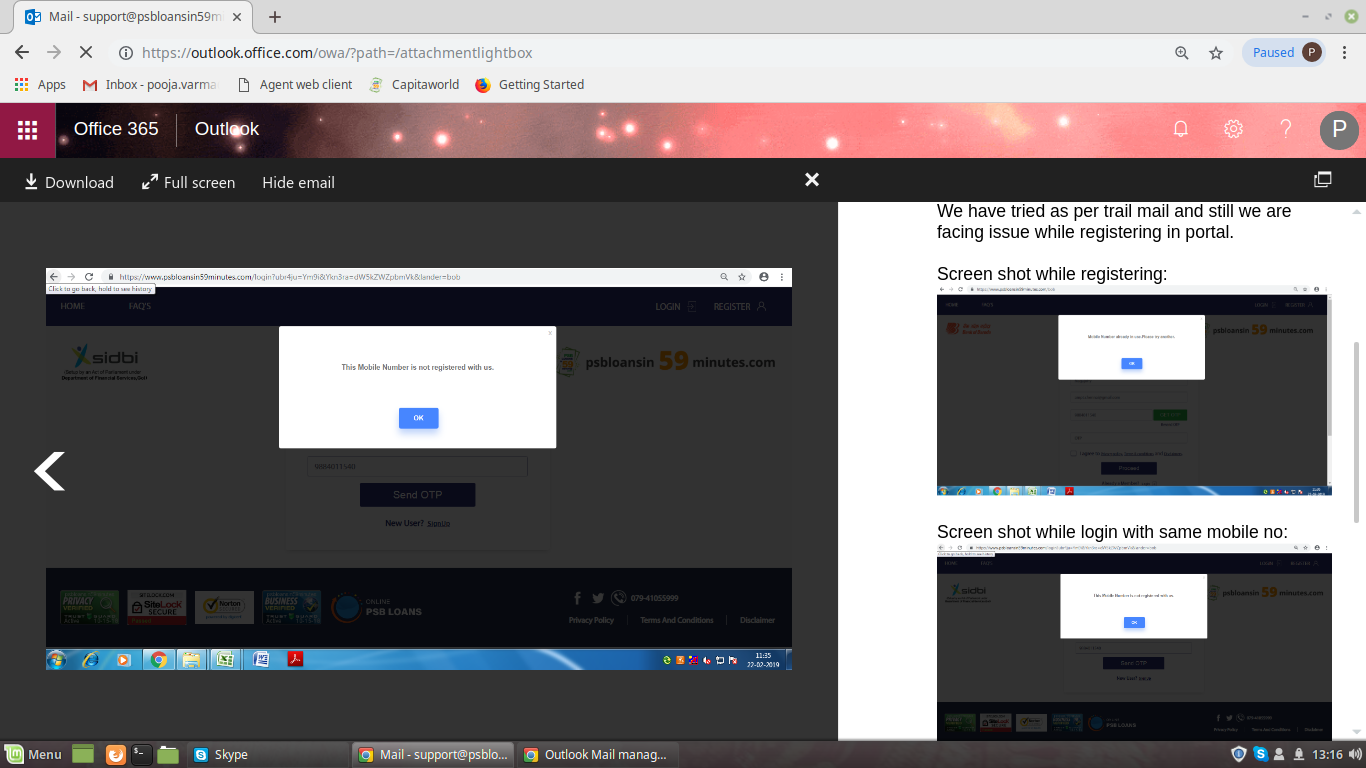 Mail - support@psbloansin59m
https://outlook.office.com/owa/?path=/attachmentlightbox
Paused
P
Apps
Inbox - pooja.varma
Agent web client
Capitaworld
Getting Started
Office 365
Outlook
P
Download
Full screen
Hide email
We have tried as per trail mail and still we are
facing issue while registering in portal.
Screen shot while registering:
HOME
FAQ'S
LOGIN
REGISTER
psbloansin 59 minutes.com
Mobile Number already in use Please try another.
OK
Proceed
Screen shot while login with same mobile no:
sidbi
psbloansin 59 minutes.com
This Mobile Number is not registered with us.
OK
Send OTP
PSB LOANS
https://www.psbloansin59minutes.com/login?ubr4ju=Ym9i&Ykn3ra=dW5kZWZpbmVk&lander=bob
Click to go back, hold to see history
HOME
FAQ'S
LOGIN
REGISTER
sidbi
Department of Financial Services,GoI
psbloansin 59 minutes.com
x
This Mobile Number is not registered with us.
OK
Send OTP
New User? SignUp
PRIVACY
VERIFIED
SITELOCK
SiteLock
SECURE
Norton
BUSINESS
VERIFIED
ONLINE
PSB LOANS
079-41055999
Privacy Policy
Terms And Conditions
Disclaimer
11:35
22-02-2019
Menu
Skype
Mail - support@psblo...
Outlook Mail manag...
13:16